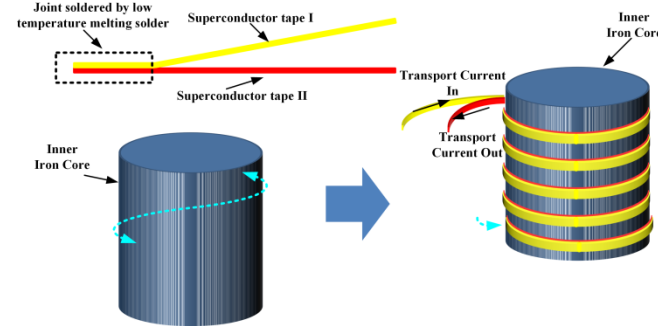 Joint soldered by low
temperature melting solder
Superconductor tape I
Superconductor tape II
Inner
Iron Core
Inner
Iron Core
Transport Current
In
Transport
Current Out